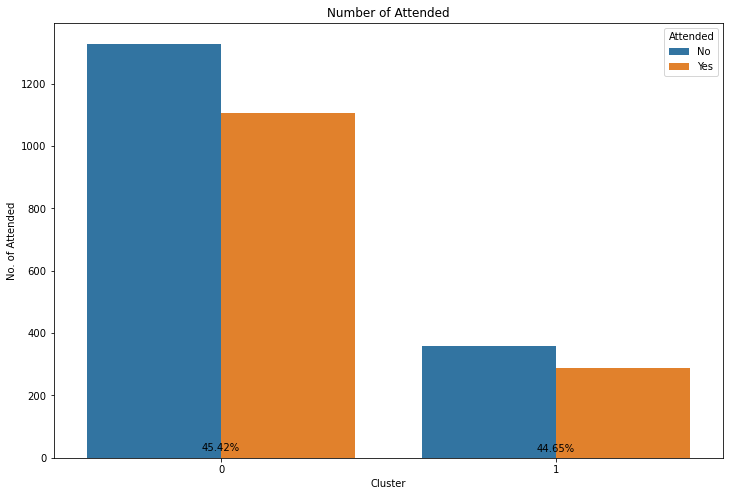 Number of Attended
Attended
No
Yes
No. of Attended
1200
1000
800
600
400
200
0
45.42%
44.65%
0
1
Cluster